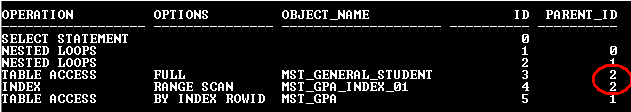 OPERATION OPTIONS OBJECT_NAME ID PARENT_ID
SELECT STATEMENT 0
NESTED LOOPS 1 0
NESTED LOOPS 2 1
TABLE ACCESS FULL MST_GENERAL_STUDENT 3 2
INDEX RANGE SCAN MST_GPA_INDEX_01 4 2
TABLE ACCESS BY INDEX ROWID MST_GPA 5 1